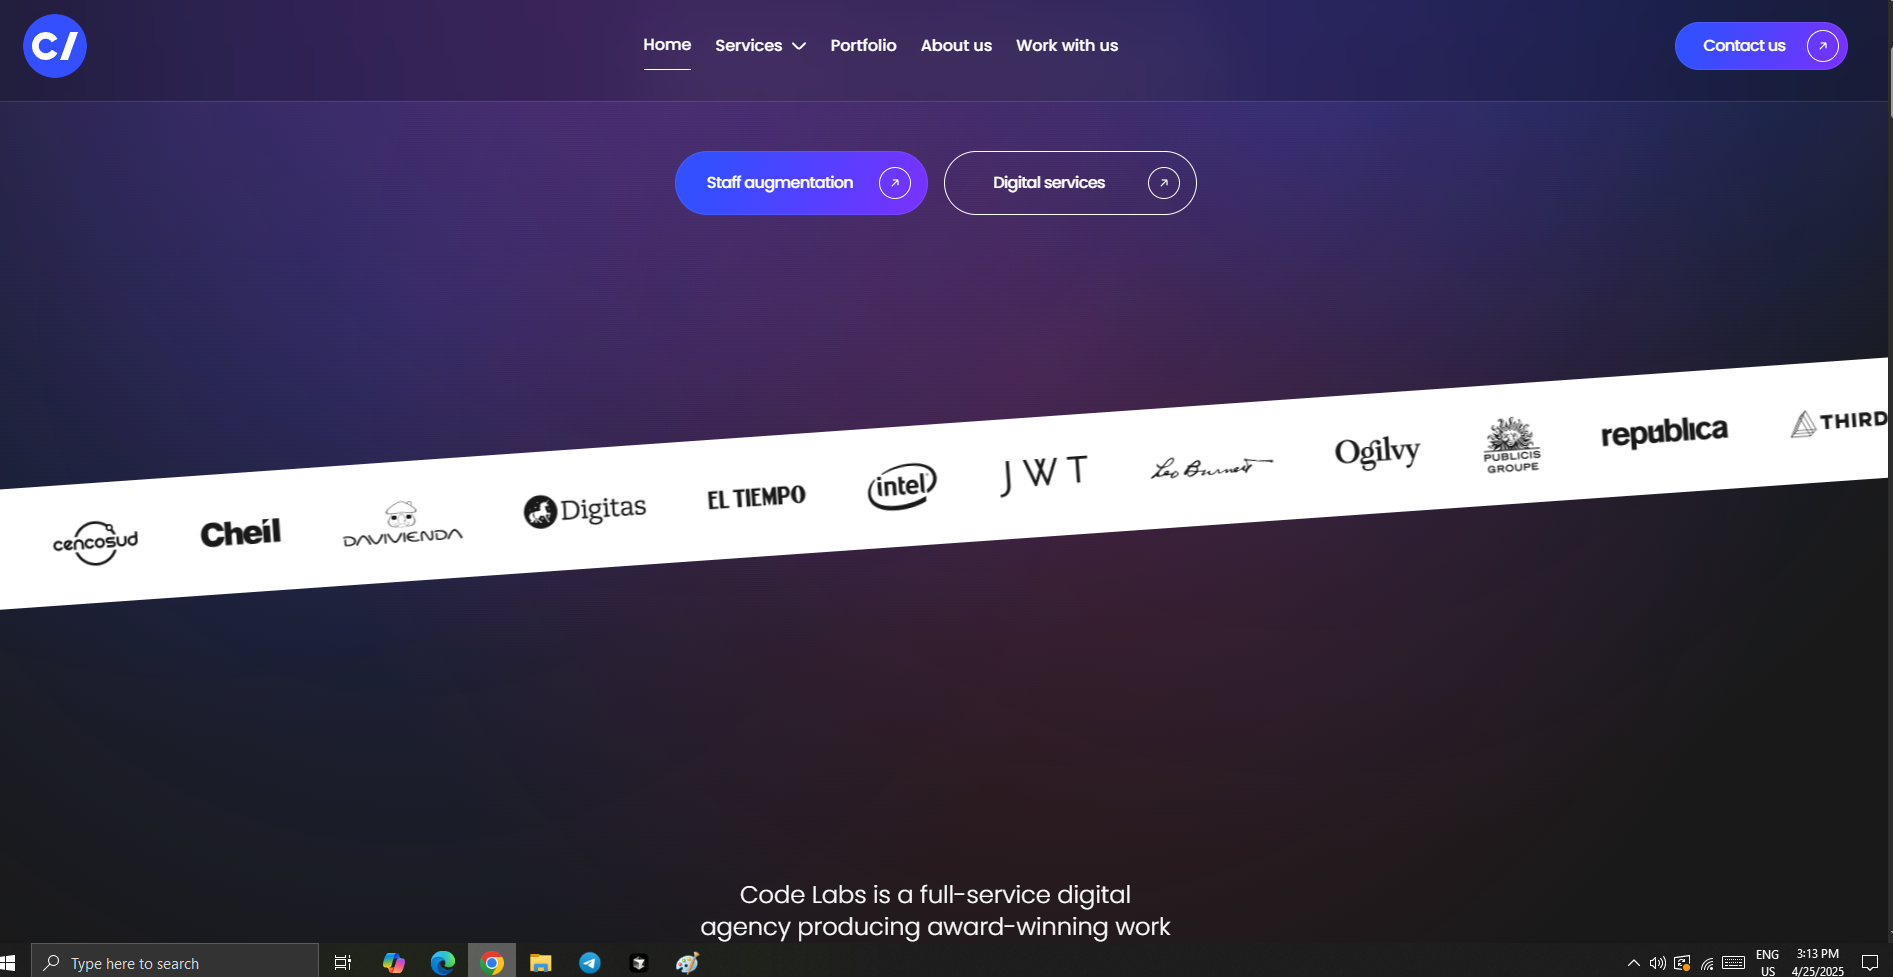 C/
Home
Services
Portfolio
About us
Work with us
Contact us
Staff augmentation
Digital services
cencosud
Cheil
DAVIVIENDA
Digitas
EL TIEMPO
intel
JWT
Leo Burnett
Ogilvy
PUBLICIS
GROUPE
republica
THIRD
Code Labs is a full-service digital
agency producing award-winning work
Type here to search
ENG
US
3:13 PM
4/25/2025